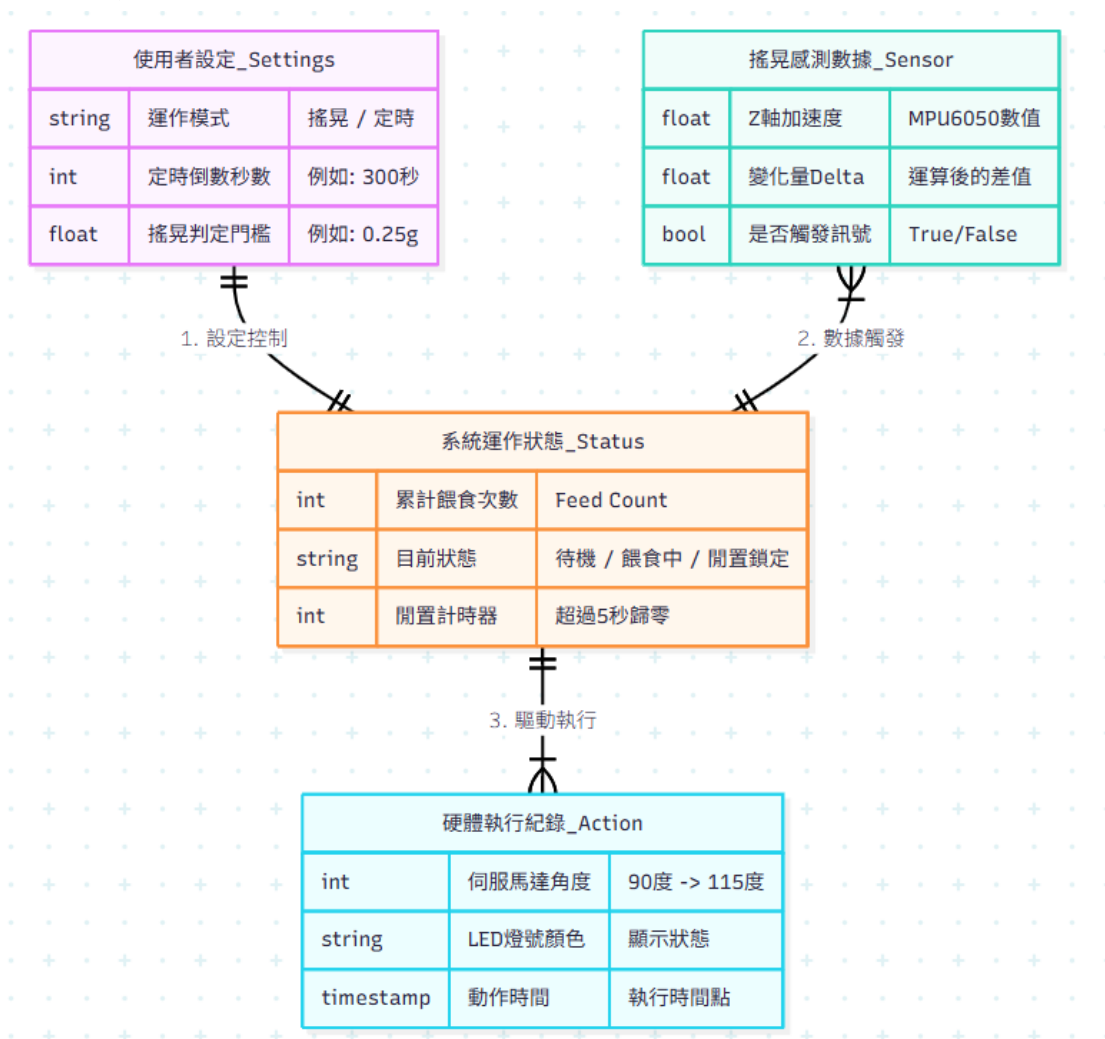 使用者設定_Settings
string 運作模式 搖晃 / 定時
int 定時倒數秒數 例如: 300秒
float 搖晃判定門檻 例如: 0.25g
搖晃感測數據_Sensor
float Z軸加速度 MPU6050數值
float 變化量Delta 運算後的差值
bool 是否觸發訊號 True/False
1. 設定控制
2. 數據觸發
系統運作狀態_Status
int 累計餵食次數 Feed Count
string 目前狀態 待機 / 餵食中 / 閒置鎖定
int 閒置計時器 超過5秒歸零
3. 驅動執行
硬體執行紀錄_Action
int 伺服馬達角度 90度 -> 115度
string LED燈號顏色 顯示狀態
timestamp 動作時間 執行時間點